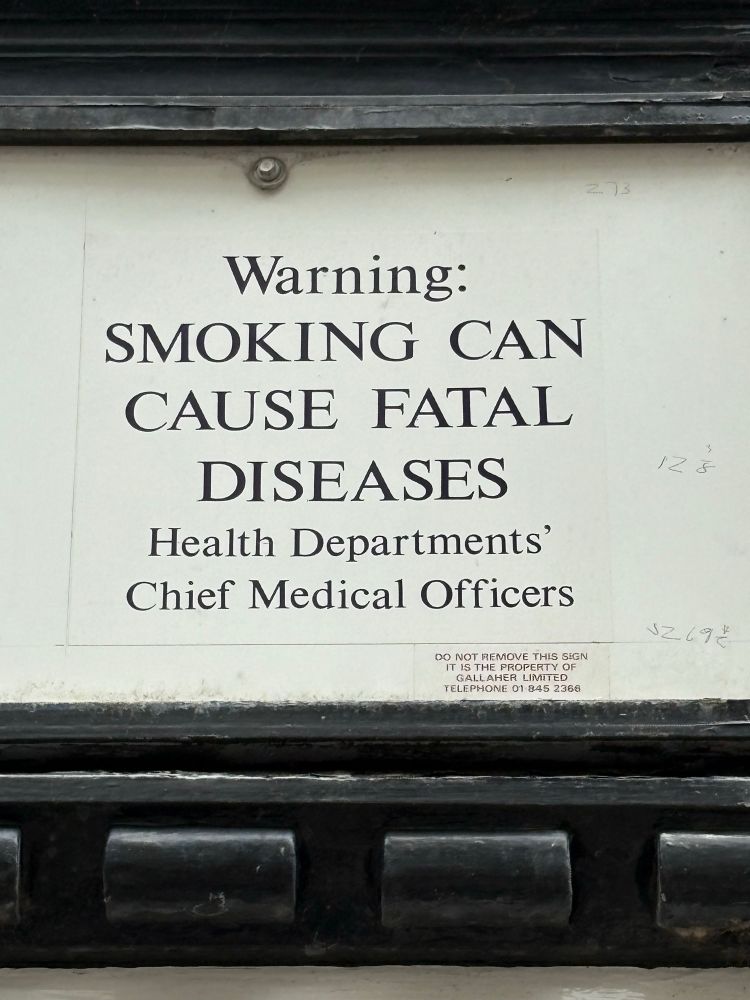 273
Warning:
SMOKING CAN
CAUSE FATAL
DISEASES
Health Departments’
Chief Medical Officers
DO NOT REMOVE THIS SIGN
IT IS THE PROPERTY OF
GALLAHER LIMITED
TELEPHONE 01-845 2366